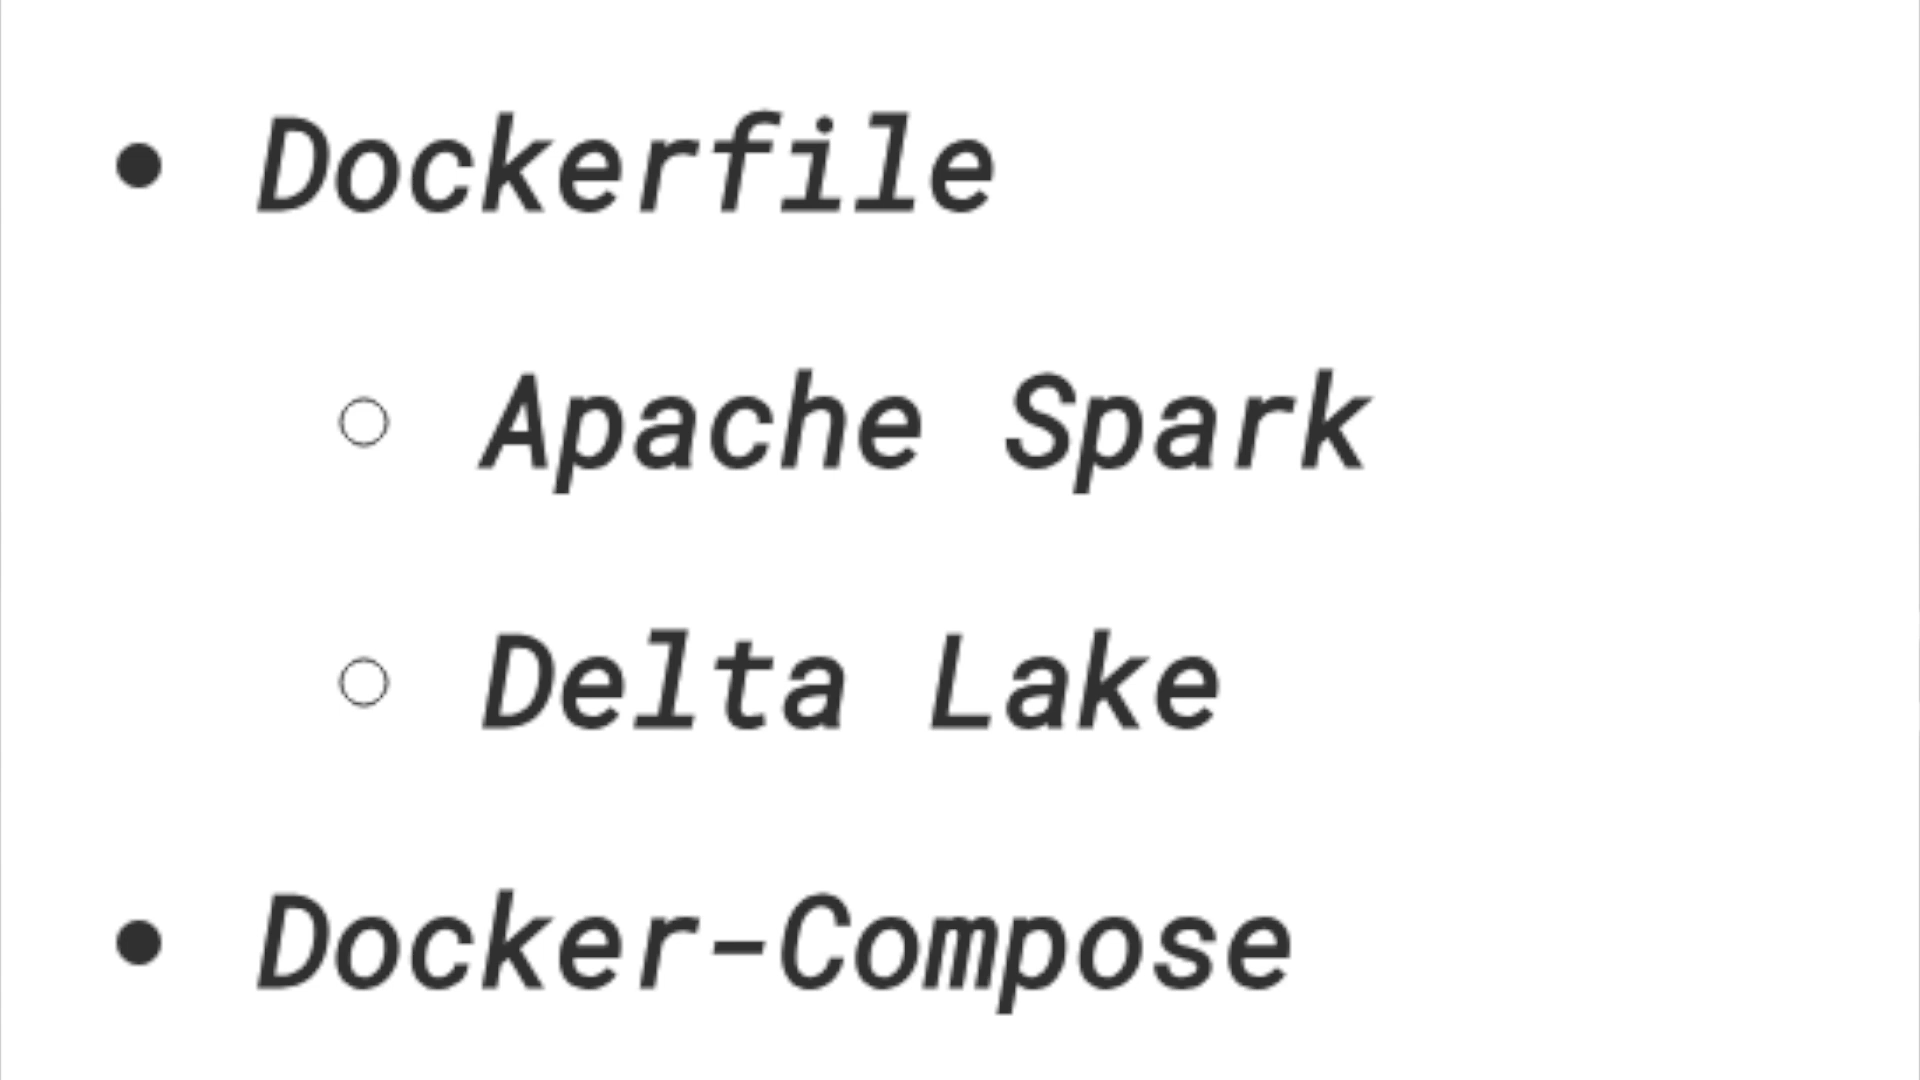 • Dockerfile
○ Apache Spark
○ Delta Lake
• Docker-Compose